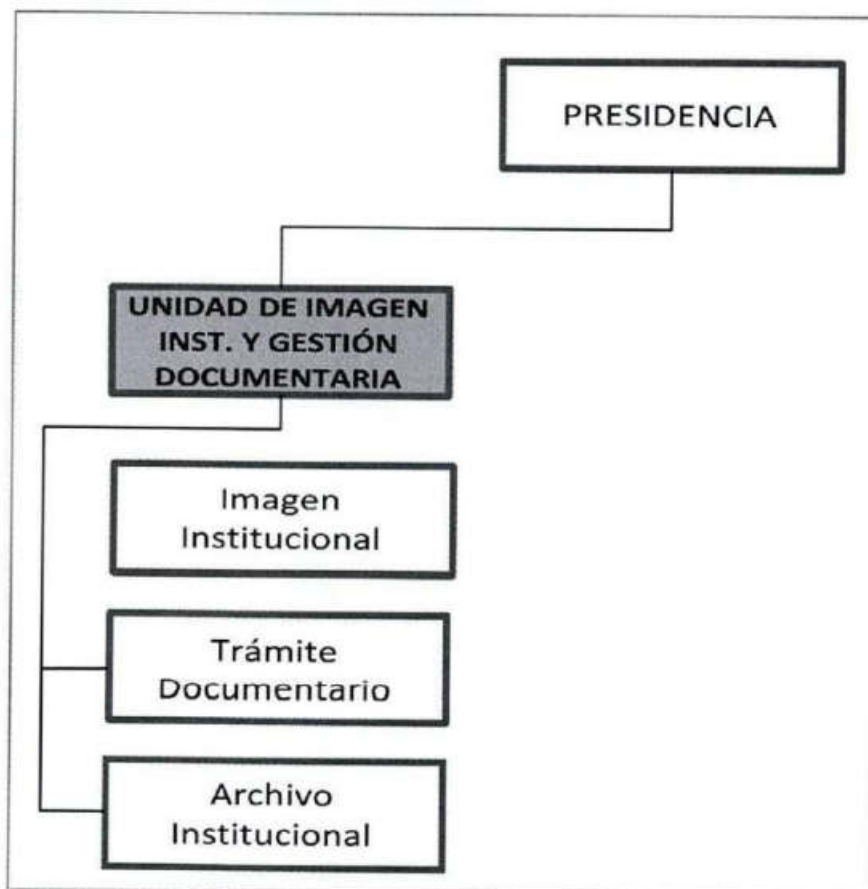 PRESIDENCIA
UNIDAD DE IMAGEN
INST. Y GESTIÓN
DOCUMENTARIA
Imagen
Institucional
Trámite
Documentario
Archivo
Institucional